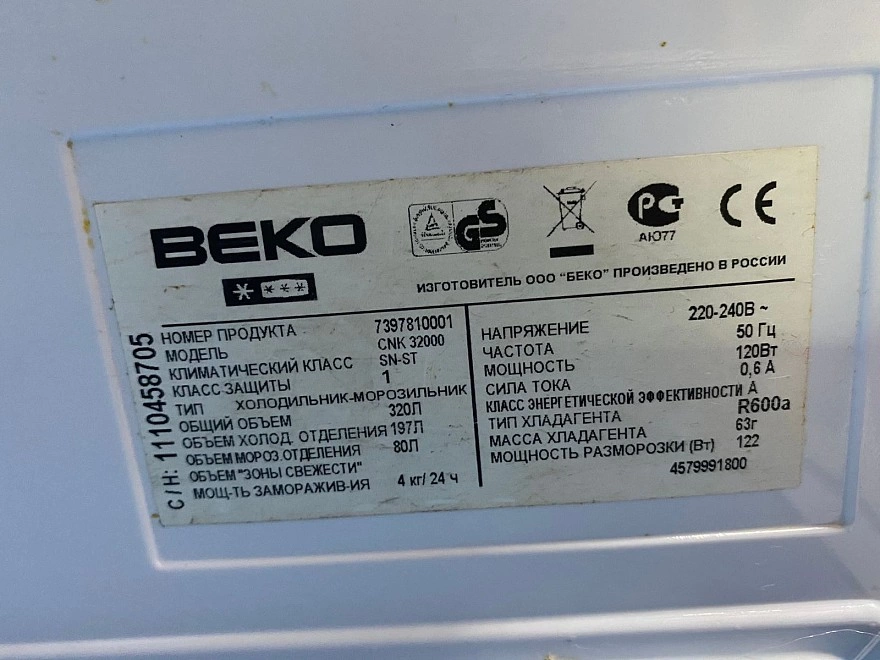 BEKO
GS
РСТ
АЮ77
CE
ИЗГОТОВИТЕЛЬ ООО "БЕКО" ПРОИЗВЕДЕНО В РОССИИ
С/Н: 1110458705
НОМЕР ПРОДУКТА 7397810001
МОДЕЛЬ CNK 32000
КЛИМАТИЧЕСКИЙ КЛАСС SN-ST
КЛАСС ЗАЩИТЫ 1
ТИП ХОЛОДИЛЬНИК-МОРОЗИЛЬНИК
ОБЩИЙ ОБЪЕМ 320Л
ОБЪЕМ ХОЛОД. ОТДЕЛЕНИЯ 197Л
ОБЪЕМ МОРОЗ.ОТДЕЛЕНИЯ 80Л
ОБЪЕМ "ЗОНЫ СВЕЖЕСТИ"
МОЩ-ТЬ ЗАМОРАЖИВ-ИЯ 4 кг/ 24 ч
НАПРЯЖЕНИЕ 220-240В ~
ЧАСТОТА 50 Гц
МОЩНОСТЬ 120Вт
СИЛА ТОКА 0,6 А
КЛАСС ЭНЕРГЕТИЧЕСКОЙ ЭФФЕКТИВНОСТИ А
ТИП ХЛАДАГЕНТА R600a
МАССА ХЛАДАГЕНТА 63г
МОЩНОСТЬ РАЗМОРОЗКИ (Вт) 122
4579991800